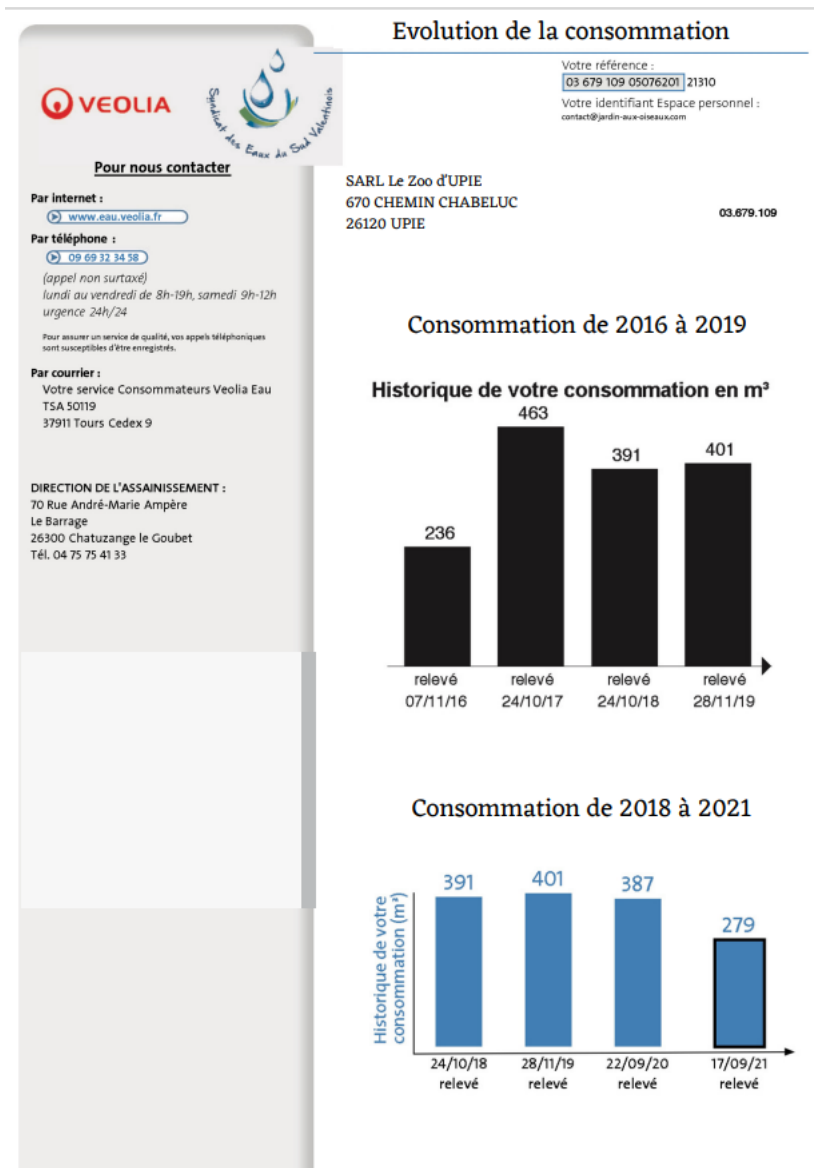 Evolution de la consommation
VEOLIA
Syndicat des Eaux du Sud Valentinois
Votre référence :
03 679 109 05076201 21310
Votre identifiant Espace personnel :
contact@jardin-aux-oiseaux.com
Pour nous contacter
Par internet :
www.eau.veolia.fr
Par téléphone :
09 69 32 34 58
(appel non surtaxé)
lundi au vendredi de 8h-19h, samedi 9h-12h
urgence 24h/24
Pour assurer un service de qualité, vos appels téléphoniques
sont susceptibles d'être enregistrés.
Par courrier :
Votre service Consommateurs Veolia Eau
TSA 50119
37911 Tours Cedex 9
DIRECTION DE L'ASSAINISSEMENT :
70 Rue André-Marie Ampère
Le Barrage
26300 Chatuzange le Goubet
Tél. 04 75 75 41 33
SARL Le Zoo d'UPIE
670 CHEMIN CHABELUC
26120 UPIE
03.679.109
Consommation de 2016 à 2019
Historique de votre consommation en m³
236 463 391 401
relevé relevé relevé relevé
07/11/16 24/10/17 24/10/18 28/11/19
Consommation de 2018 à 2021
Historique de votre
consommation (m³)
391 401 387 279
24/10/18 28/11/19 22/09/20 17/09/21
relevé relevé relevé relevé